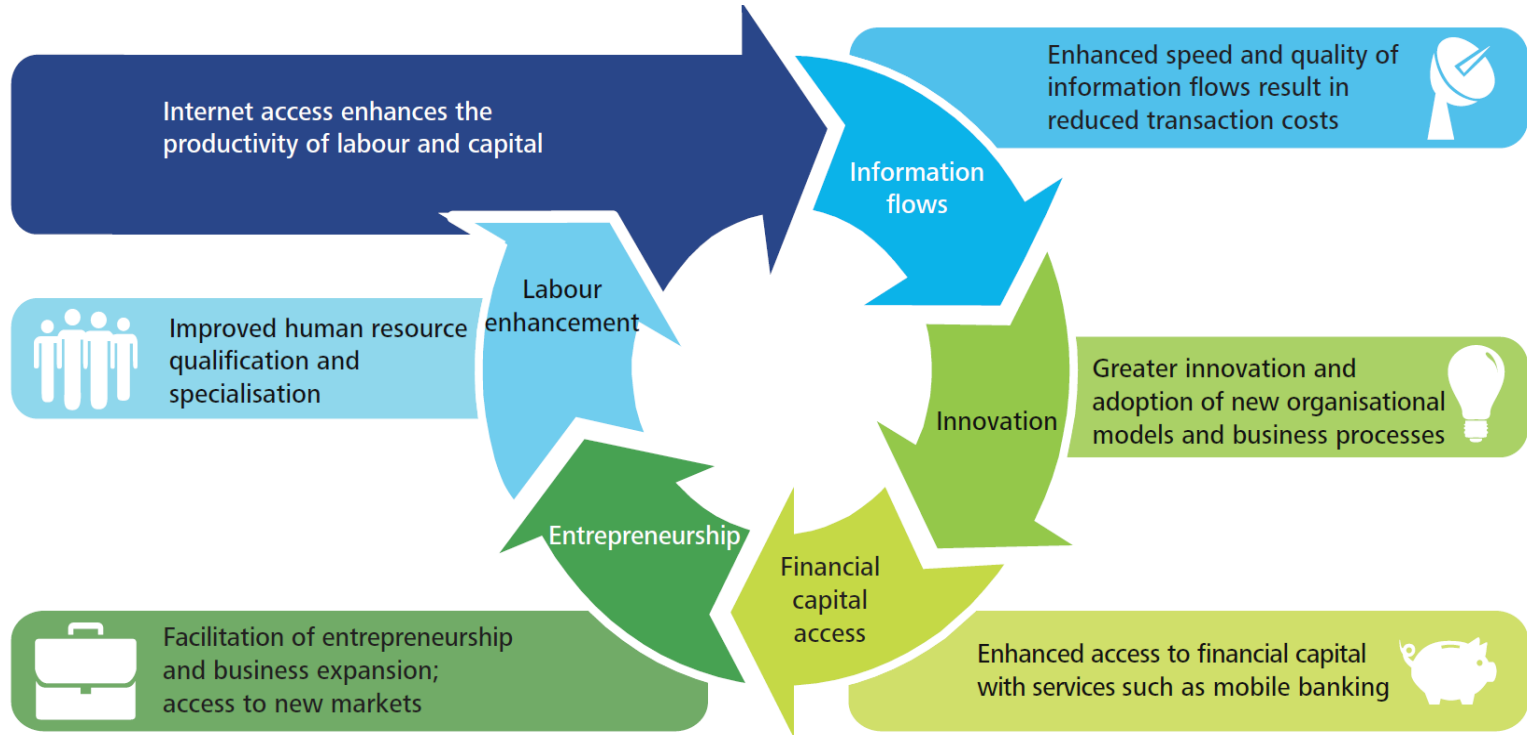 Internet access enhances the
productivity of labour and capital
Enhanced speed and quality of
information flows result in
reduced transaction costs
Information
flows
Labour
enhancement
Improved human resource
qualification and
specialisation
Greater innovation and
adoption of new organisational
models and business processes
Innovation
Entrepreneurship
Financial
capital
access
Facilitation of entrepreneurship
and business expansion;
access to new markets
Enhanced access to financial capital
with services such as mobile banking